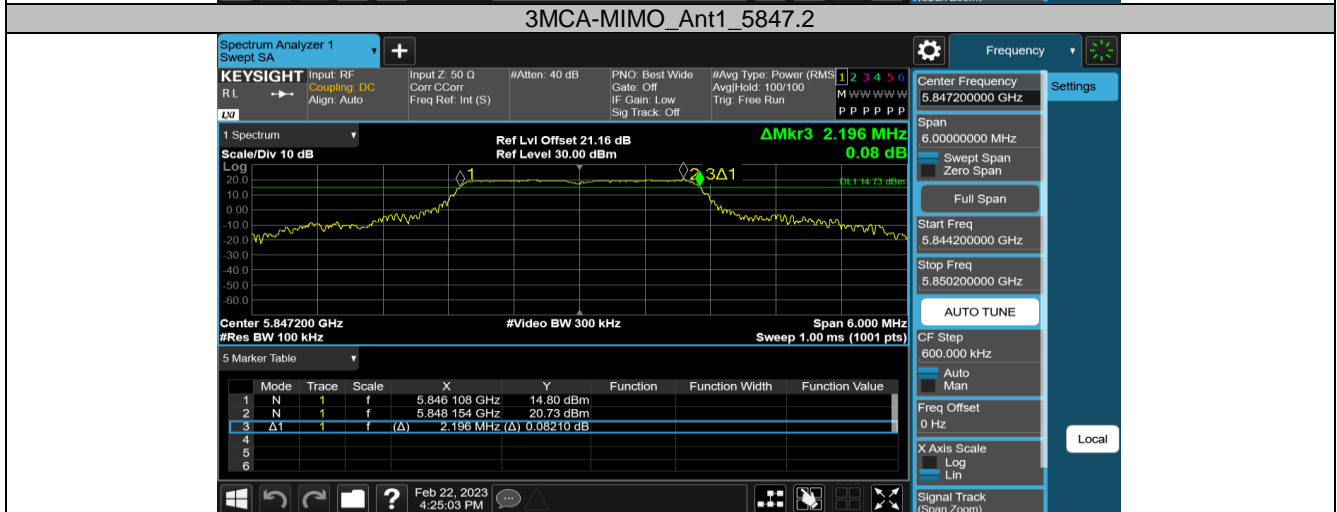 3MCA-MIMO_Ant1_5847.2
Spectrum Analyzer 1
Swept SA
+
Frequency
KEYSIGHT
R L
LXI
Input: RF
Coupling: DC
Align: Auto
Input Z: 50 Ω
Corr CCorr
Freq Ref: Int (S)
#Atten: 40 dB
PNO: Best Wide
Gate: Off
IF Gain: Low
Sig Track: Off
#Avg Type: Power (RMS
Avg|Hold: 100/100
Trig: Free Run
1 2 3 4 5 6
M W W W W W
P P P P P P
1 Spectrum
Scale/Div 10 dB
Ref Lvl Offset 21.16 dB
Ref Level 30.00 dBm
ΔMkr3 2.196 MHz
0.08 dB
Log
20.0
10.0
0.00
-10.0
-20.0
-30.0
-40.0
-50.0
-60.0
1
2
3Δ1
DL1 14.73 dBm
Center 5.847200 GHz
#Video BW 300 kHz
Span 6.000 MHz
#Res BW 100 kHz
Sweep 1.00 ms (1001 pts)
5 Marker Table
Mode Trace Scale X Y Function Function Width Function Value
1 N 1 f 5.846 108 GHz 14.80 dBm
2 N 1 f 5.848 154 GHz 20.73 dBm
3 Δ1 1 f (Δ) 2.196 MHz (Δ) 0.08210 dB
4
5
6
Feb 22, 2023
4:25:03 PM
?
Center Frequency
5.847200000 GHz
Settings
Span
6.00000000 MHz
Swept Span
Zero Span
Full Span
Start Freq
5.844200000 GHz
Stop Freq
5.850200000 GHz
AUTO TUNE
CF Step
600.000 kHz
Auto
Man
Freq Offset
0 Hz
X Axis Scale
Log
Lin
Local
Signal Track
(Span Zoom)